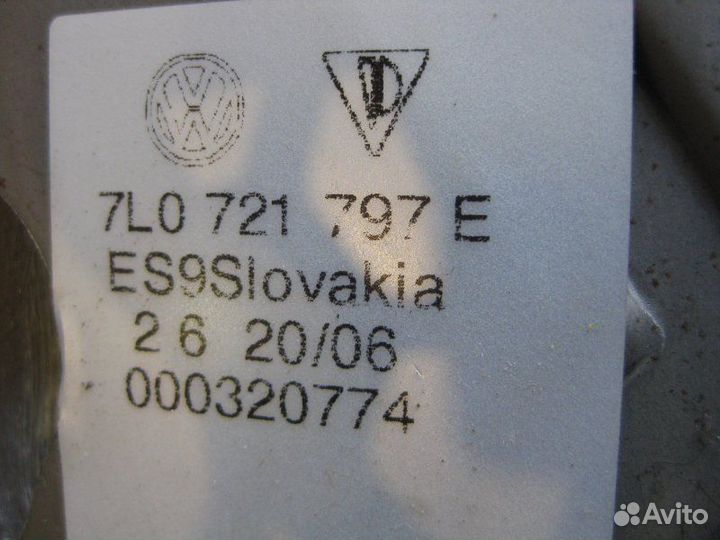 7L0 721 797 E
ES9Slovakia
2 6 20/06
000320774
Avito